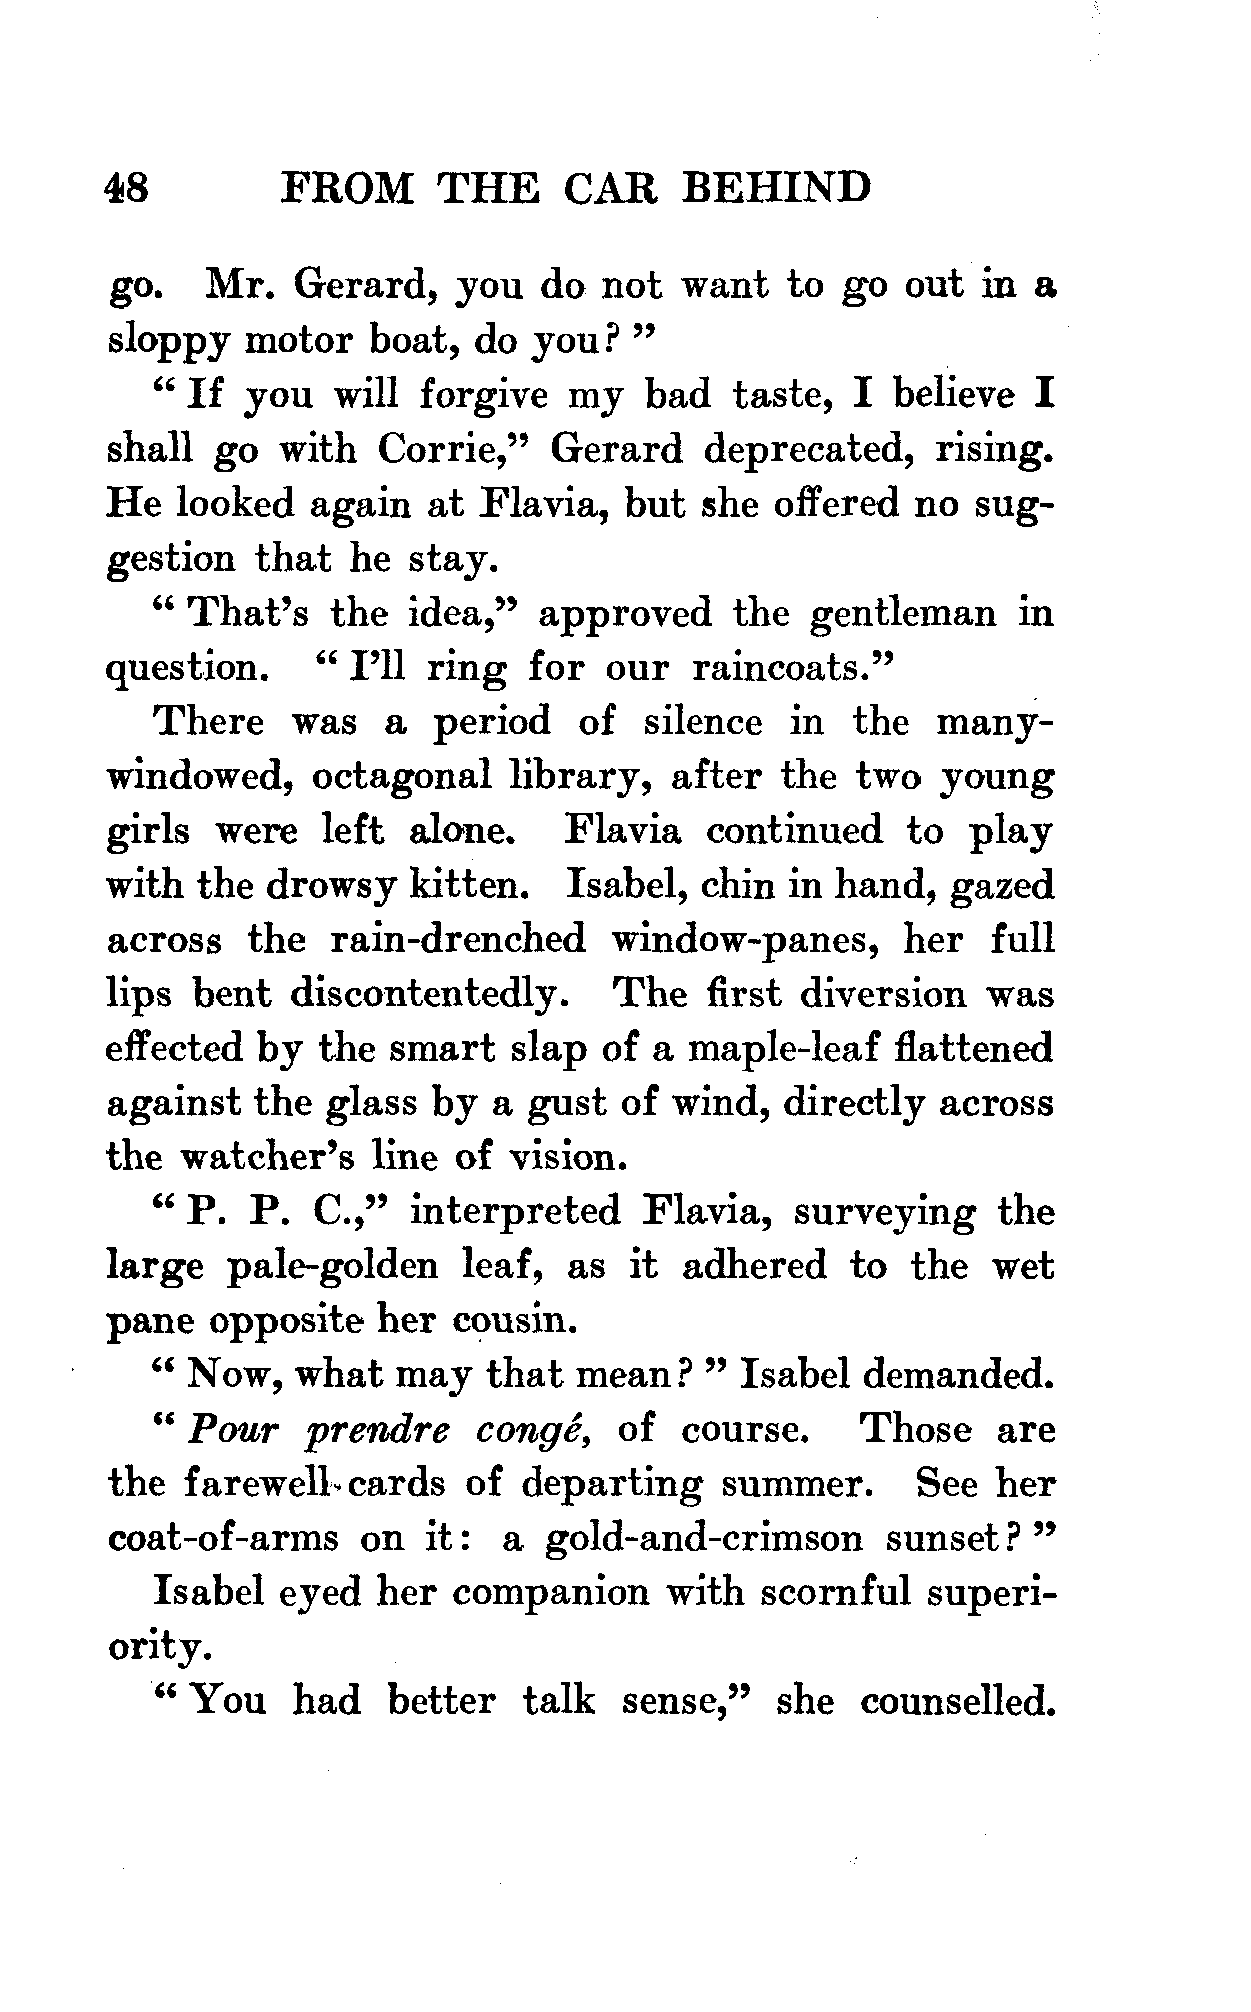 48 FROM THE CAR BEHIND
go. Mr. Gerard, you do not want to go out in a
sloppy motor boat, do you? ”
“ If you will forgive my bad taste, I believe I
shall go with Corrie,” Gerard deprecated, rising.
He looked again at Flavia, but she offered no sug-
gestion that he stay.
“ That’s the idea,” approved the gentleman in
question. “ I’ll ring for our raincoats.”
There was a period of silence in the many-
windowed, octagonal library, after the two young
girls were left alone. Flavia continued to play
with the drowsy kitten. Isabel, chin in hand, gazed
across the rain-drenched window-panes, her full
lips bent discontentedly. The first diversion was
effected by the smart slap of a maple-leaf flattened
against the glass by a gust of wind, directly across
the watcher’s line of vision.
“ P. P. C.,” interpreted Flavia, surveying the
large pale-golden leaf, as it adhered to the wet
pane opposite her cousin.
“ Now, what may that mean? ” Isabel demanded.
“ Pour prendre congé, of course. Those are
the farewell-cards of departing summer. See her
coat-of-arms on it: a gold-and-crimson sunset? ”
Isabel eyed her companion with scornful superi-
ority.
“ You had better talk sense,” she counselled.